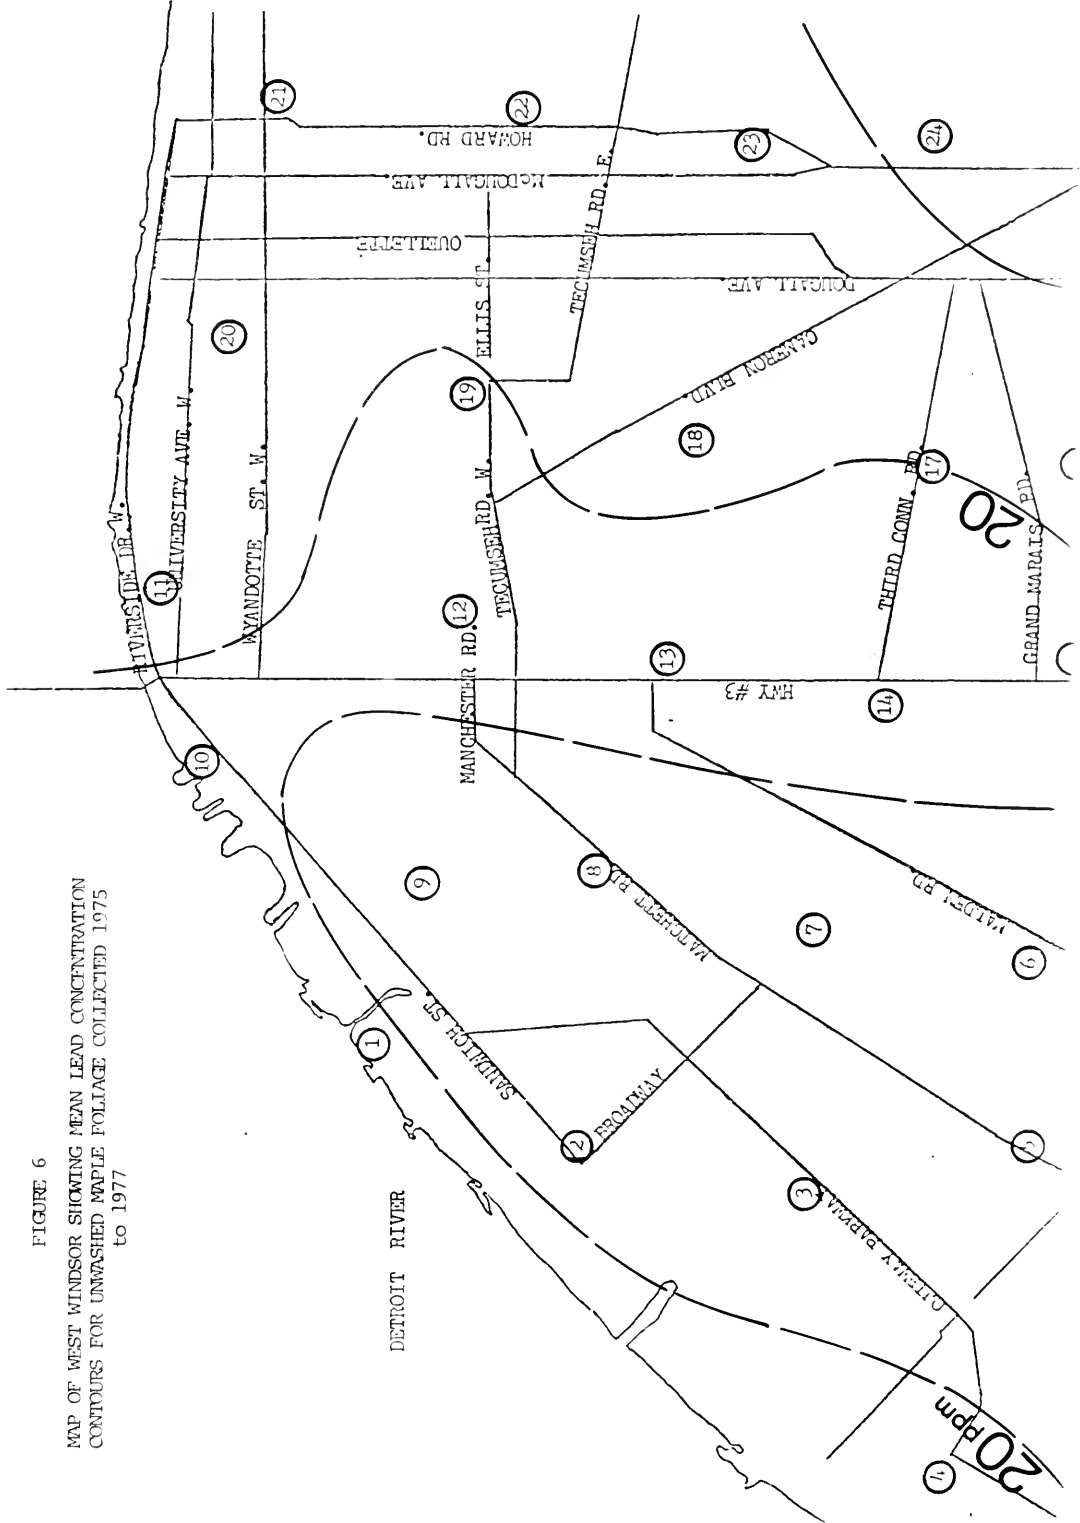 FIGURE 6
MAP OF WEST WINDSOR SHOWING MEAN LEAD CONCENTRATION
CONTOURS FOR UNWASHED MAPLE FOLIAGE COLLECTED 1975
to 1977
DETROIT RIVER
RIVERSIDE DR. W.
UNIVERSITY AVE. W.
WYANDOTTE ST. W.
HOWARD RD.
McDOUGALL AVE
OUELLETTE
DOUGALL AVE.
ELLIS ST.
TECUMSEH RD. E.
TECUMSEH RD. W.
CAMERON BLVD.
MANCHESTER RD.
HWY #3
THIRD CONN. RD.
GRAND MARAIS RD.
MALDEN RD
MATCHETT RD
SANDWICH ST.
BROADWAY
OJIBWAY PARKWAY
20
20 ppm
1
2
3
4
5
6
7
8
9
10
11
12
13
14
17
18
19
20
21
22
23
24